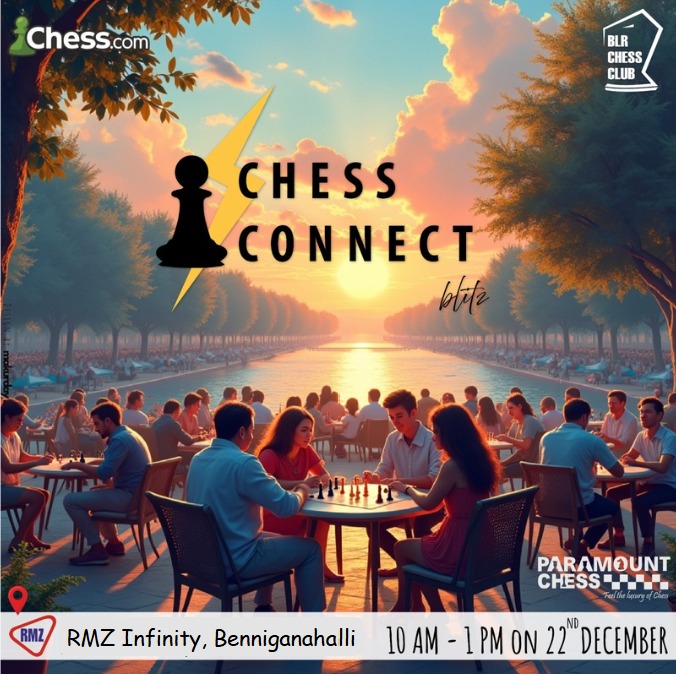 Chess.com
BLR
CHESS
CLUB
CHESS
CONNECT
blitz
PARAMOUNT
CHESS
Feel the luxury of Chess
RMZ
RMZ Infinity, Benniganahalli
10 AM - 1 PM on 22ND DECEMBER